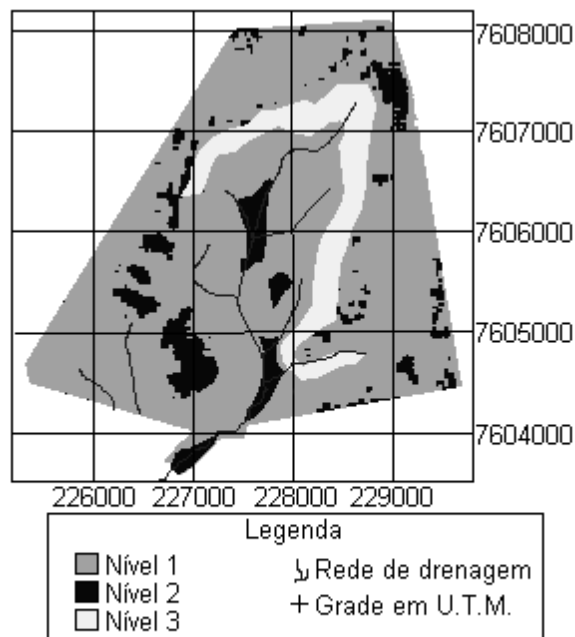 7608000
7607000
7606000
7605000
7604000
226000 227000 228000 229000
Legenda
Nível 1
Nível 2
Nível 3
Rede de drenagem
Grade em U.T.M.